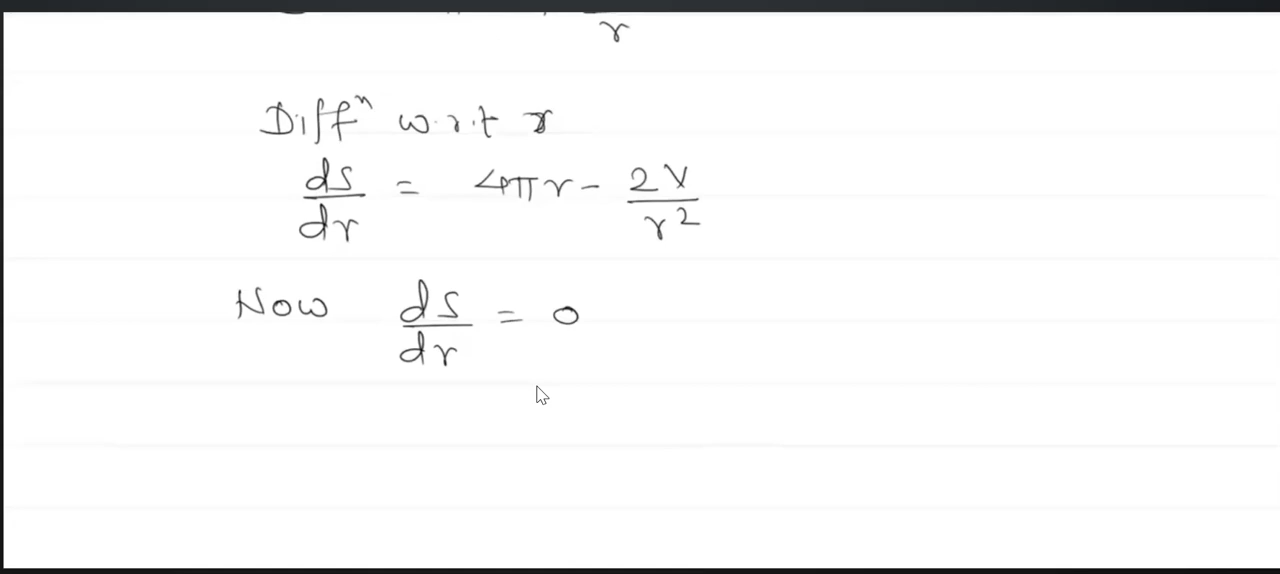 r
Diffⁿ w.r.t r
ds/dr = 4πr - 2V/r²
Now ds/dr = 0